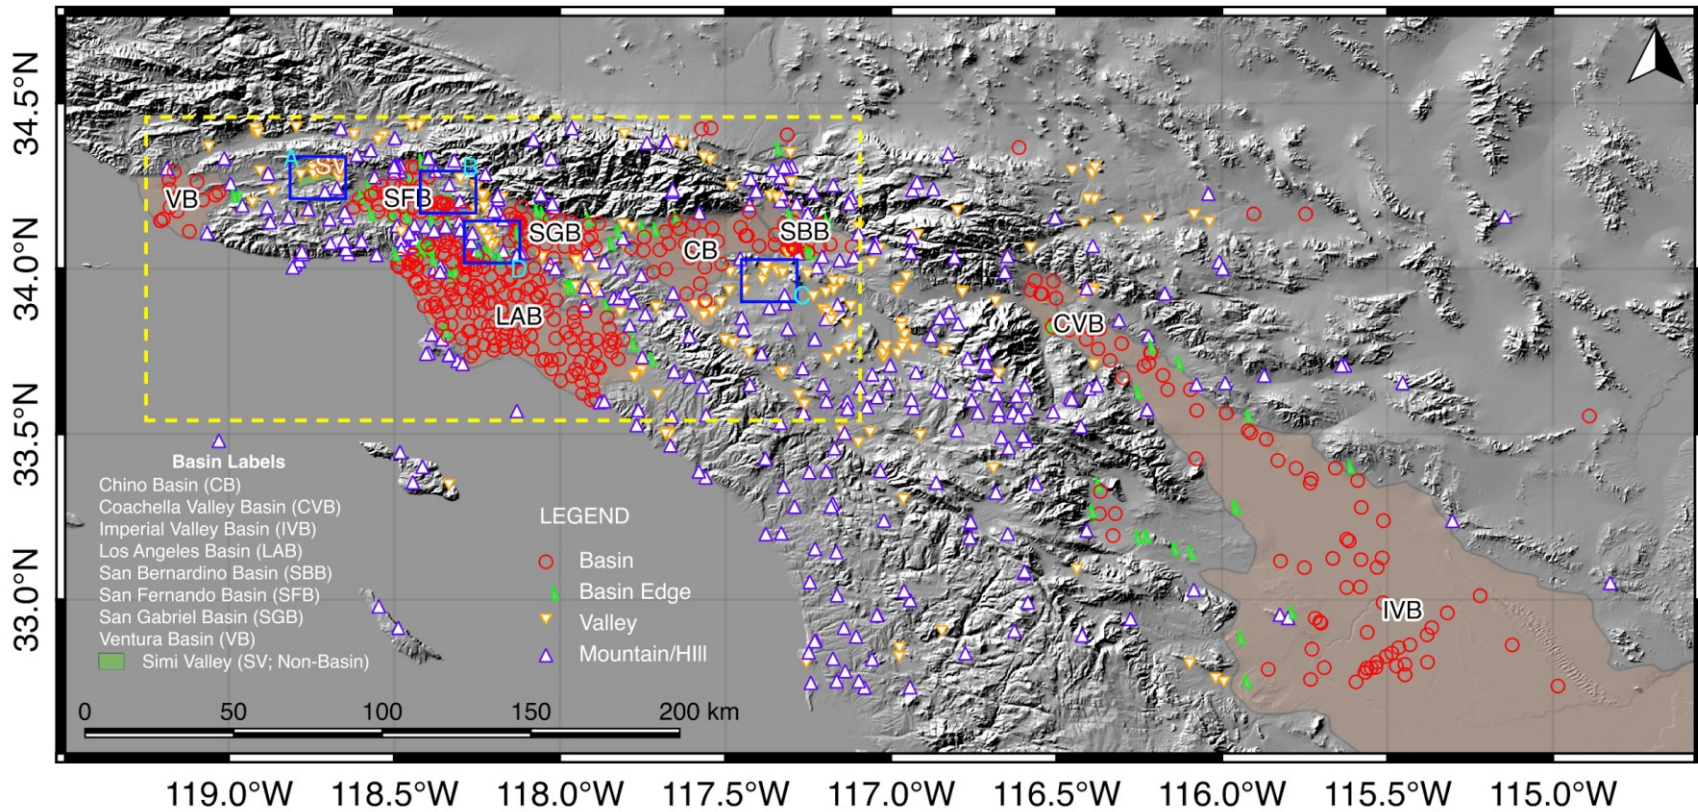 34.5°N
34.0°N
33.5°N
33.0°N
A
B
VB
SFB
SGB
SBB
CB
D
C
LAB
CVB
IVB
Basin Labels
Chino Basin (CB)
Coachella Valley Basin (CVB)
Imperial Valley Basin (IVB)
Los Angeles Basin (LAB)
San Bernardino Basin (SBB)
San Fernando Basin (SFB)
San Gabriel Basin (SGB)
Ventura Basin (VB)
Simi Valley (SV; Non-Basin)
LEGEND
Basin
Basin Edge
Valley
Mountain/HIll
0 50 100 150 200 km
119.0°W 118.5°W 118.0°W 117.5°W 117.0°W 116.5°W 116.0°W 115.5°W 115.0°W